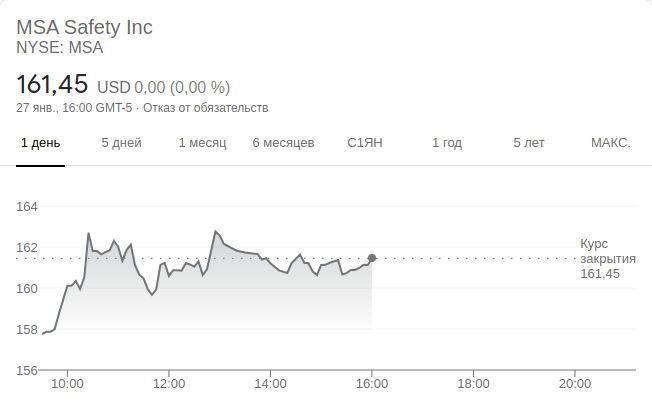 MSA Safety Inc
NYSE: MSA
161,45 USD 0,00 (0,00 %)
27 янв., 16:00 GMT-5 · Отказ от обязательств
1 день 5 дней 1 месяц 6 месяцев С1ЯН 1 год 5 лет МАКС.
164
162
160
158
156
Курс
закрытия
161,45
10:00 12:00 14:00 16:00 18:00 20:00